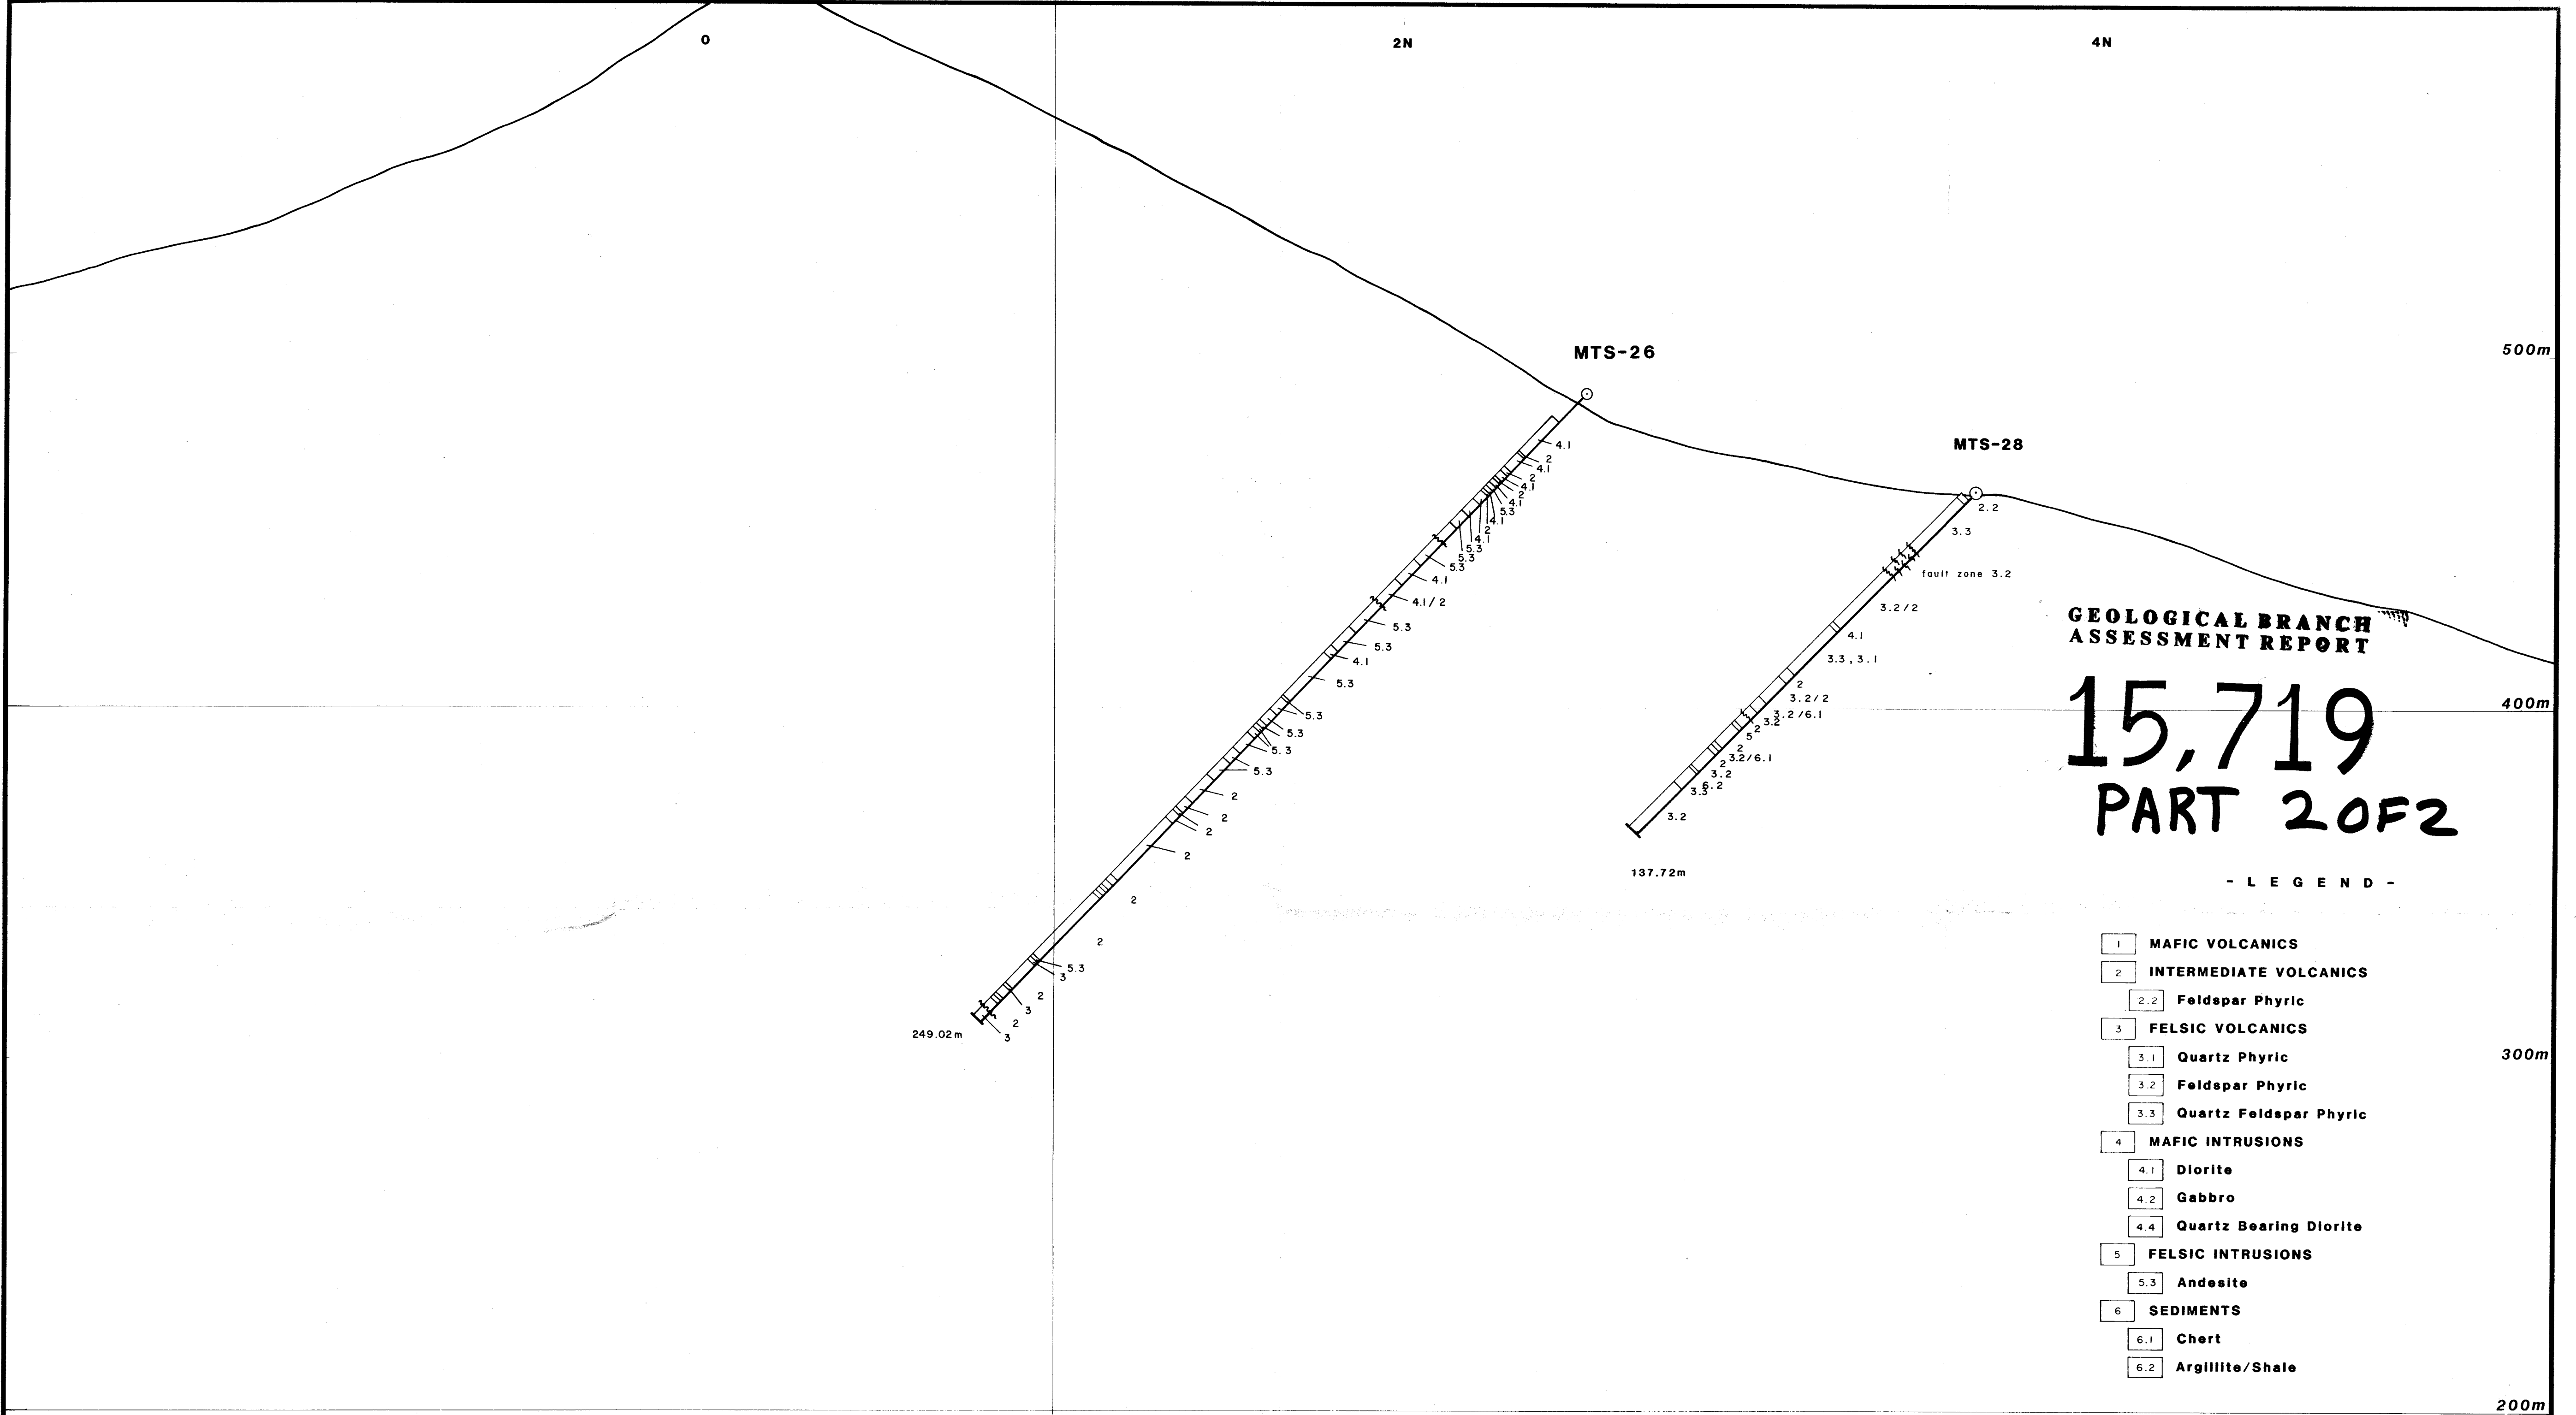 0
2N
4N
500m
MTS-26
MTS-28
4.1
2
4.1
2
4.1
2
4.1
5.3
4.1
2
4.1
5.3
5.3
5.3
4.1
4.1/2
5.3
5.3
4.1
5.3
5.3
5.3
5.3
5.3
2
2
2
2
2
2
5.3
3
2
3
2
3
249.02m
2.2
3.3
fault zone 3.2
3.2/2
4.1
3.3, 3.1
2
3.2/2
3.2/6.1
3.2
2
5
2
3.2/6.1
2
3.2
6.2
3.3
3.2
137.72m
GEOLOGICAL BRANCH
ASSESSMENT REPORT
15,719
PART 2 OF 2
400m
-LEGEND-
1 MAFIC VOLCANICS
2 INTERMEDIATE VOLCANICS
2.2 Feldspar Phyric
3 FELSIC VOLCANICS
3.1 Quartz Phyric
300m
3.2 Feldspar Phyric
3.3 Quartz Feldspar Phyric
4 MAFIC INTRUSIONS
4.1 Diorite
4.2 Gabbro
4.4 Quartz Bearing Diorite
5 FELSIC INTRUSIONS
5.3 Andesite
6 SEDIMENTS
6.1 Chert
6.2 Argillite/Shale
200m